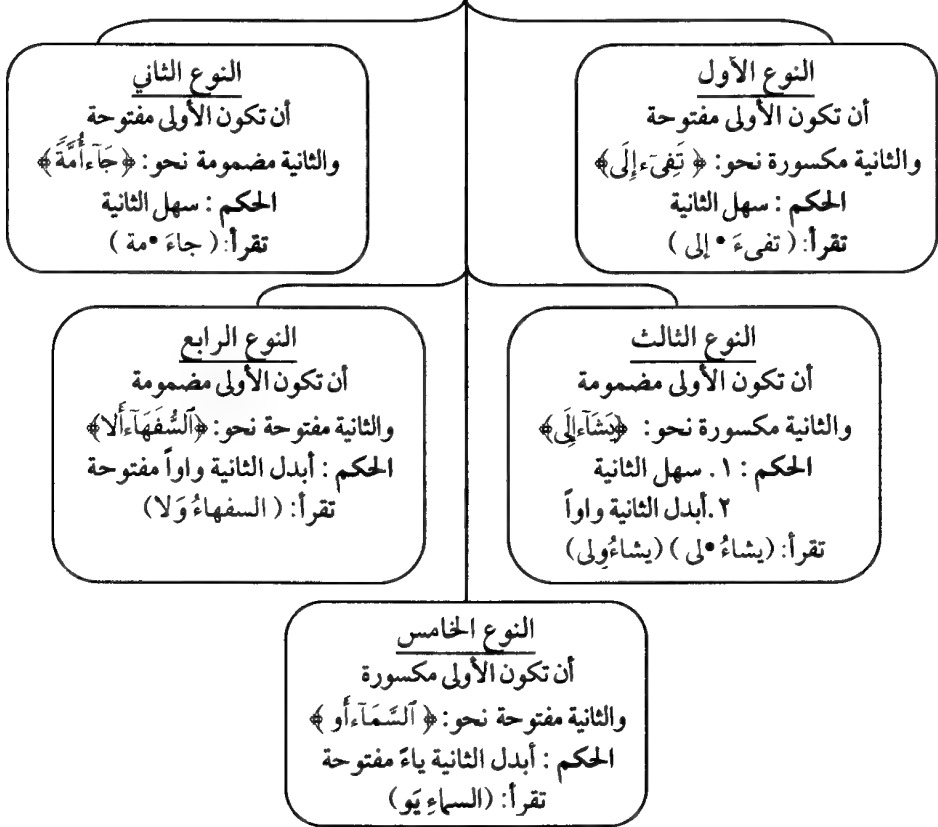 النوع الأول
أن تكون الأولى مفتوحة
والثانية مكسورة نحو: ﴿ تَفِىٓءَ إِلَىٰ﴾
الحكم : سهل الثانية
تقرأ: ( تفىءَ • إلى )
النوع الثاني
أن تكون الأولى مفتوحة
والثانية مضمومة نحو: ﴿جَآءَ أُمَّةً﴾
الحكم : سهل الثانية
تقرأ: ( جاءَ •مة )
النوع الثالث
أن تكون الأولى مضمومة
والثانية مكسورة نحو: ﴿يَشَآءُ إِلَىٰ﴾
الحكم : ١. سهل الثانية
٢.أبدل الثانية واواً
تقرأ: (يشاءُ •لى ) (يشاءُوِلى)
النوع الرابع
أن تكون الأولى مضمومة
والثانية مفتوحة نحو: ﴿ٱلسُّفَهَآءُ أَلَا﴾
الحكم : أبدل الثانية واواً مفتوحة
تقرأ: ( السفهاءُ وَلا)
النوع الخامس
أن تكون الأولى مكسورة
والثانية مفتوحة نحو: ﴿ ٱلسَّمَآءِ أَو ﴾
الحكم : أبدل الثانية ياءً مفتوحة
تقرأ: (السماءِ يَو)